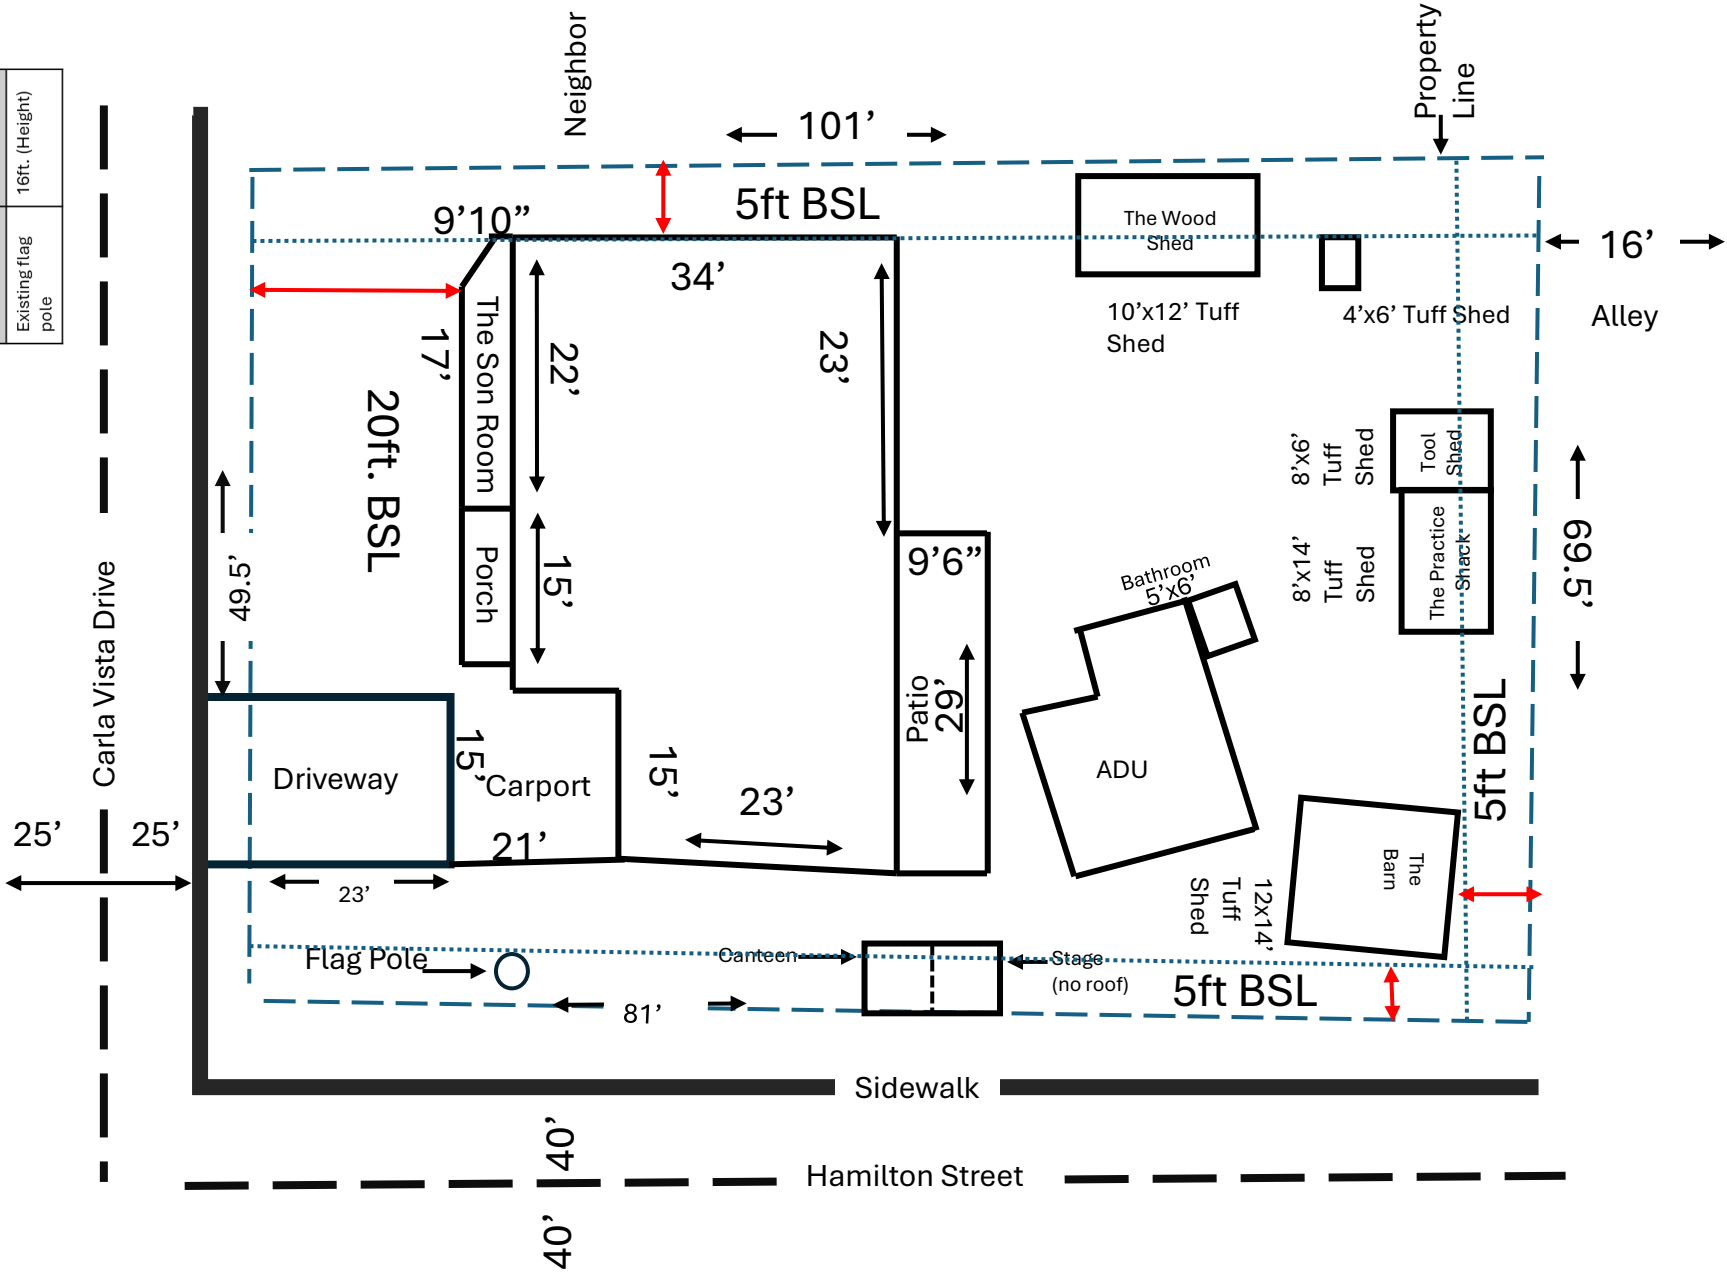 Neighbor
Property
Line
16ft. (Height)
Existing flag
pole
101’
9’10”
5ft BSL
The Wood
Shed
16’
Alley
34’
10’x12’ Tuff
Shed
4’x6’ Tuff Shed
17’
The Son Room
22’
23’
20ft. BSL
8’x6’
Tuff
Shed
Tool
Shed
49.5’
Porch
15’
9’6”
Bathroom
5’x6’
8’x14’
Tuff
Shed
The Practice
Shack
69.5’
Carla Vista Drive
Patio
29’
Driveway
15’
Carport
15’
23’
ADU
5ft BSL
25’
25’
21’
23’
The
Barn
12x14’
Tuff
Shed
Flag Pole
Canteen
Stage
(no roof)
5ft BSL
81’
Sidewalk
40’
Hamilton Street
40’